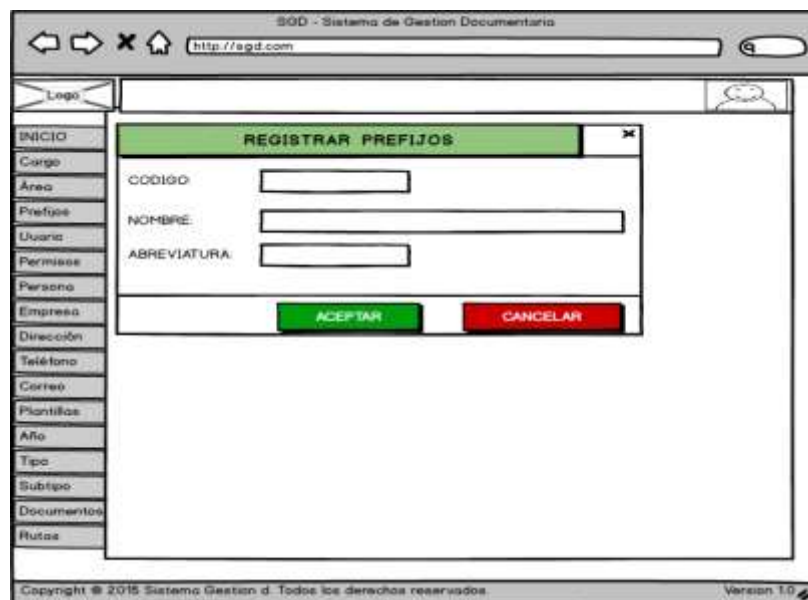 SGD - Sistema de Gestion Documentaria
http://sgd.com
Logo
INICIO
Cargo
Área
Prefijos
Usuario
Permisos
Persona
Empresa
Dirección
Teléfono
Correo
Plantillas
Año
Tipo
Subtipo
Documentos
Rutas
REGISTRAR PREFIJOS
CODIGO:
NOMBRE:
ABREVIATURA:
ACEPTAR
CANCELAR
Copyright © 2015 Sistema Gestion d. Todos los derechos reservados.
Version 1.0